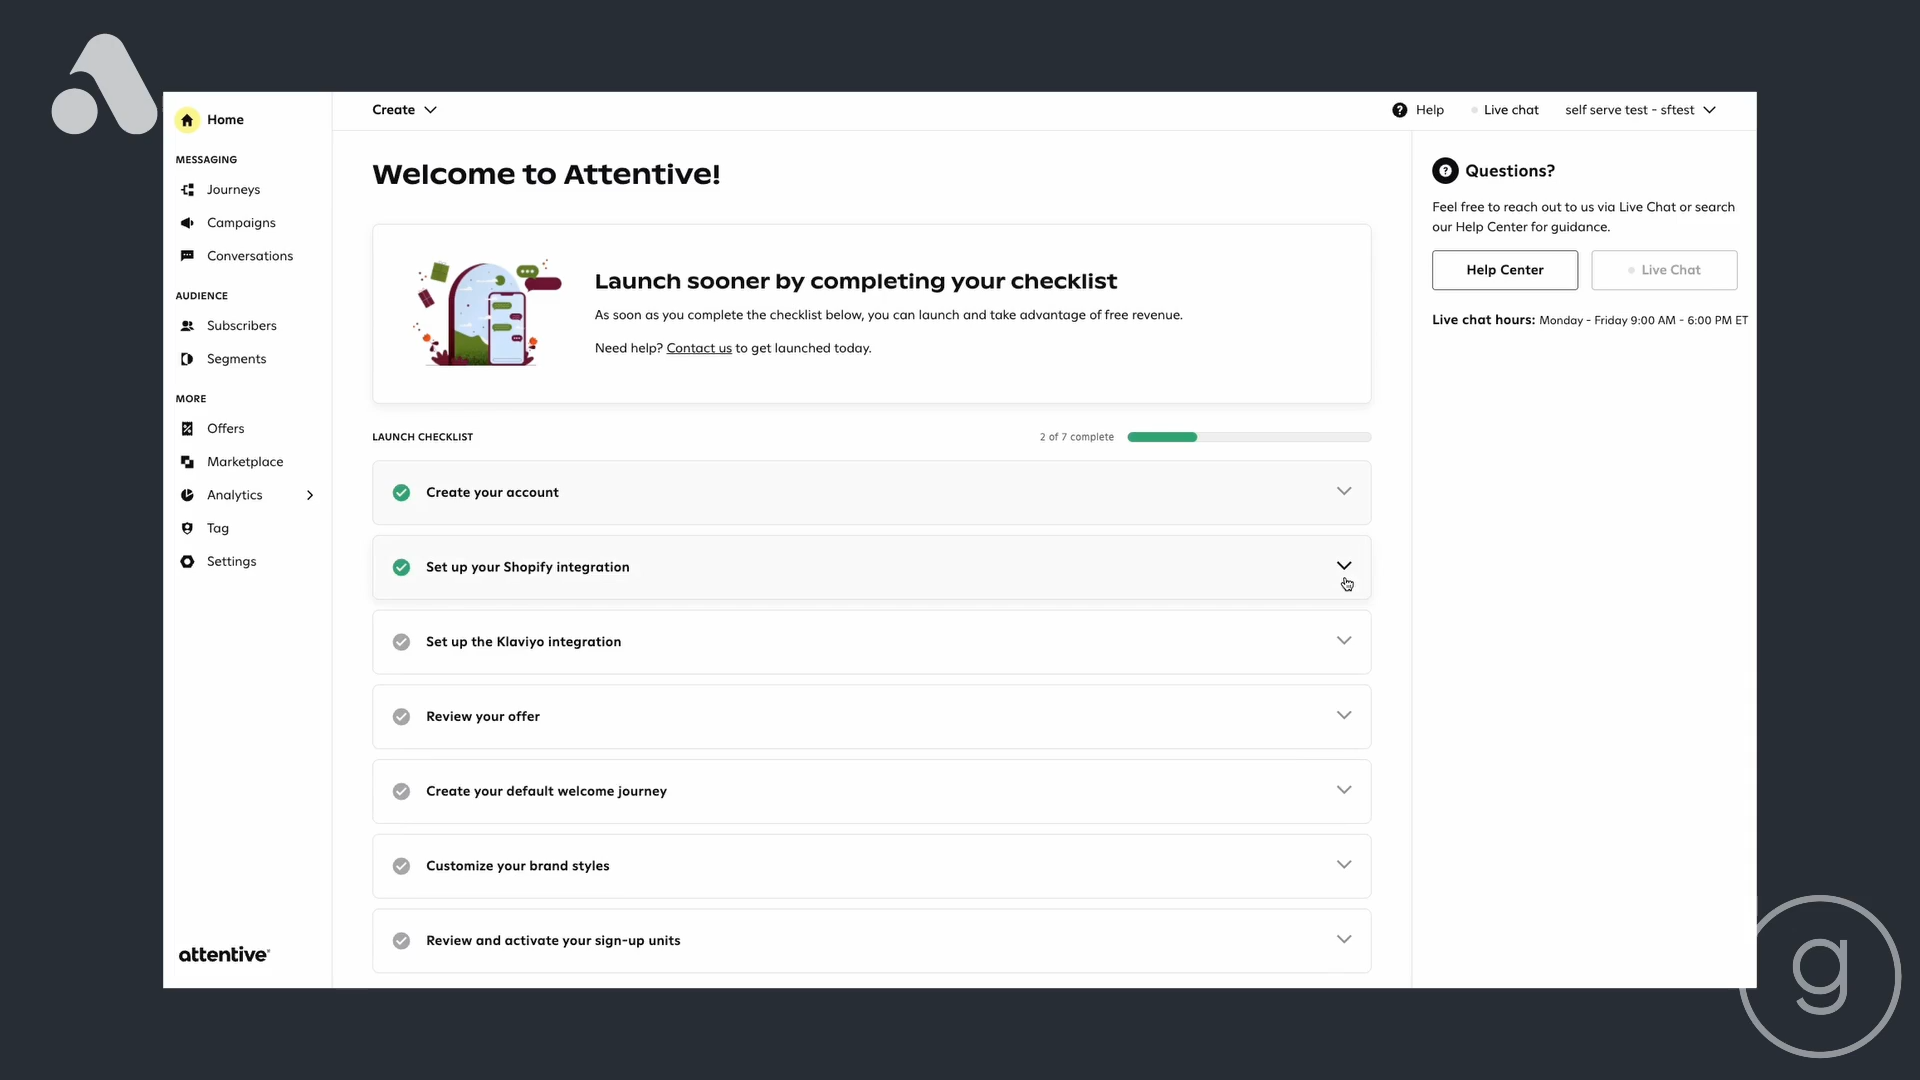 Home
MESSAGING
Journeys
Campaigns
Conversations
AUDIENCE
Subscribers
Segments
MORE
Offers
Marketplace
Analytics
Tag
Settings
attentive
Create
Help
Live chat
self serve test - sftest
Welcome to Attentive!
Launch sooner by completing your checklist
As soon as you complete the checklist below, you can launch and take advantage of free revenue.
Need help? Contact us to get launched today.
LAUNCH CHECKLIST
2 of 7 complete
Create your account
Set up your Shopify integration
Set up the Klaviyo integration
Review your offer
Create your default welcome journey
Customize your brand styles
Review and activate your sign-up units
Questions?
Feel free to reach out to us via Live Chat or search
our Help Center for guidance.
Help Center
Live Chat
Live chat hours: Monday - Friday 9:00 AM - 6:00 PM ET
g